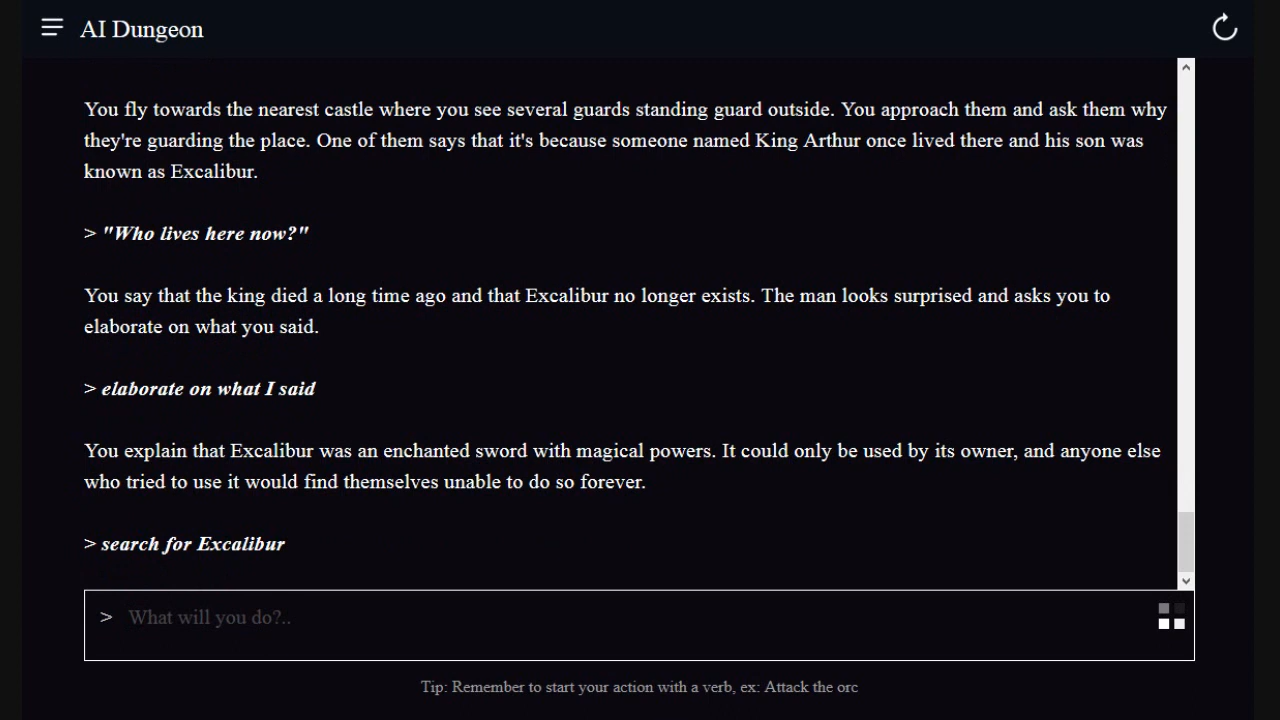 AI Dungeon
You fly towards the nearest castle where you see several guards standing guard outside. You approach them and ask them why
they're guarding the place. One of them says that it's because someone named King Arthur once lived there and his son was
known as Excalibur.
> "Who lives here now?"
You say that the king died a long time ago and that Excalibur no longer exists. The man looks surprised and asks you to
elaborate on what you said.
> elaborate on what I said
You explain that Excalibur was an enchanted sword with magical powers. It could only be used by its owner, and anyone else
who tried to use it would find themselves unable to do so forever.
> search for Excalibur
> What will you do?..
Tip: Remember to start your action with a verb, ex: Attack the orc